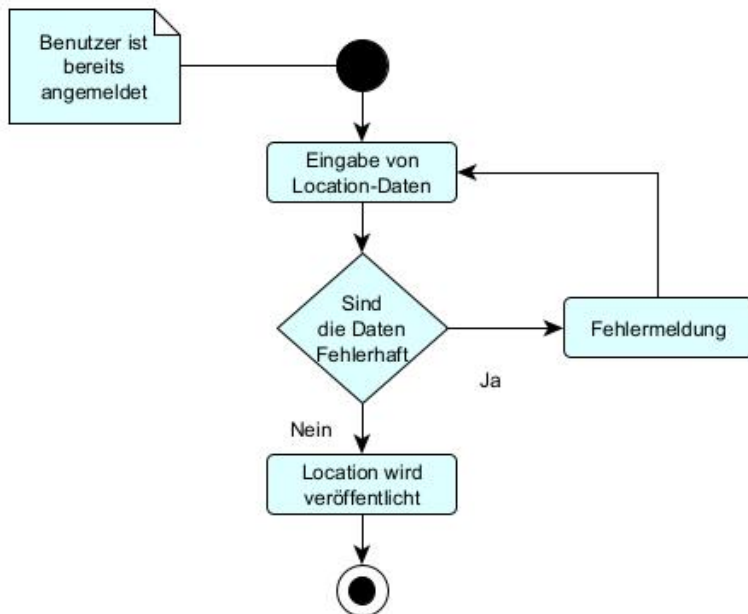 Benutzer ist
bereits
angemeldet
Eingabe von
Location-Daten
Sind
die Daten
Fehlerhaft
Fehlermeldung
Ja
Nein
Location wird
veröffentlicht